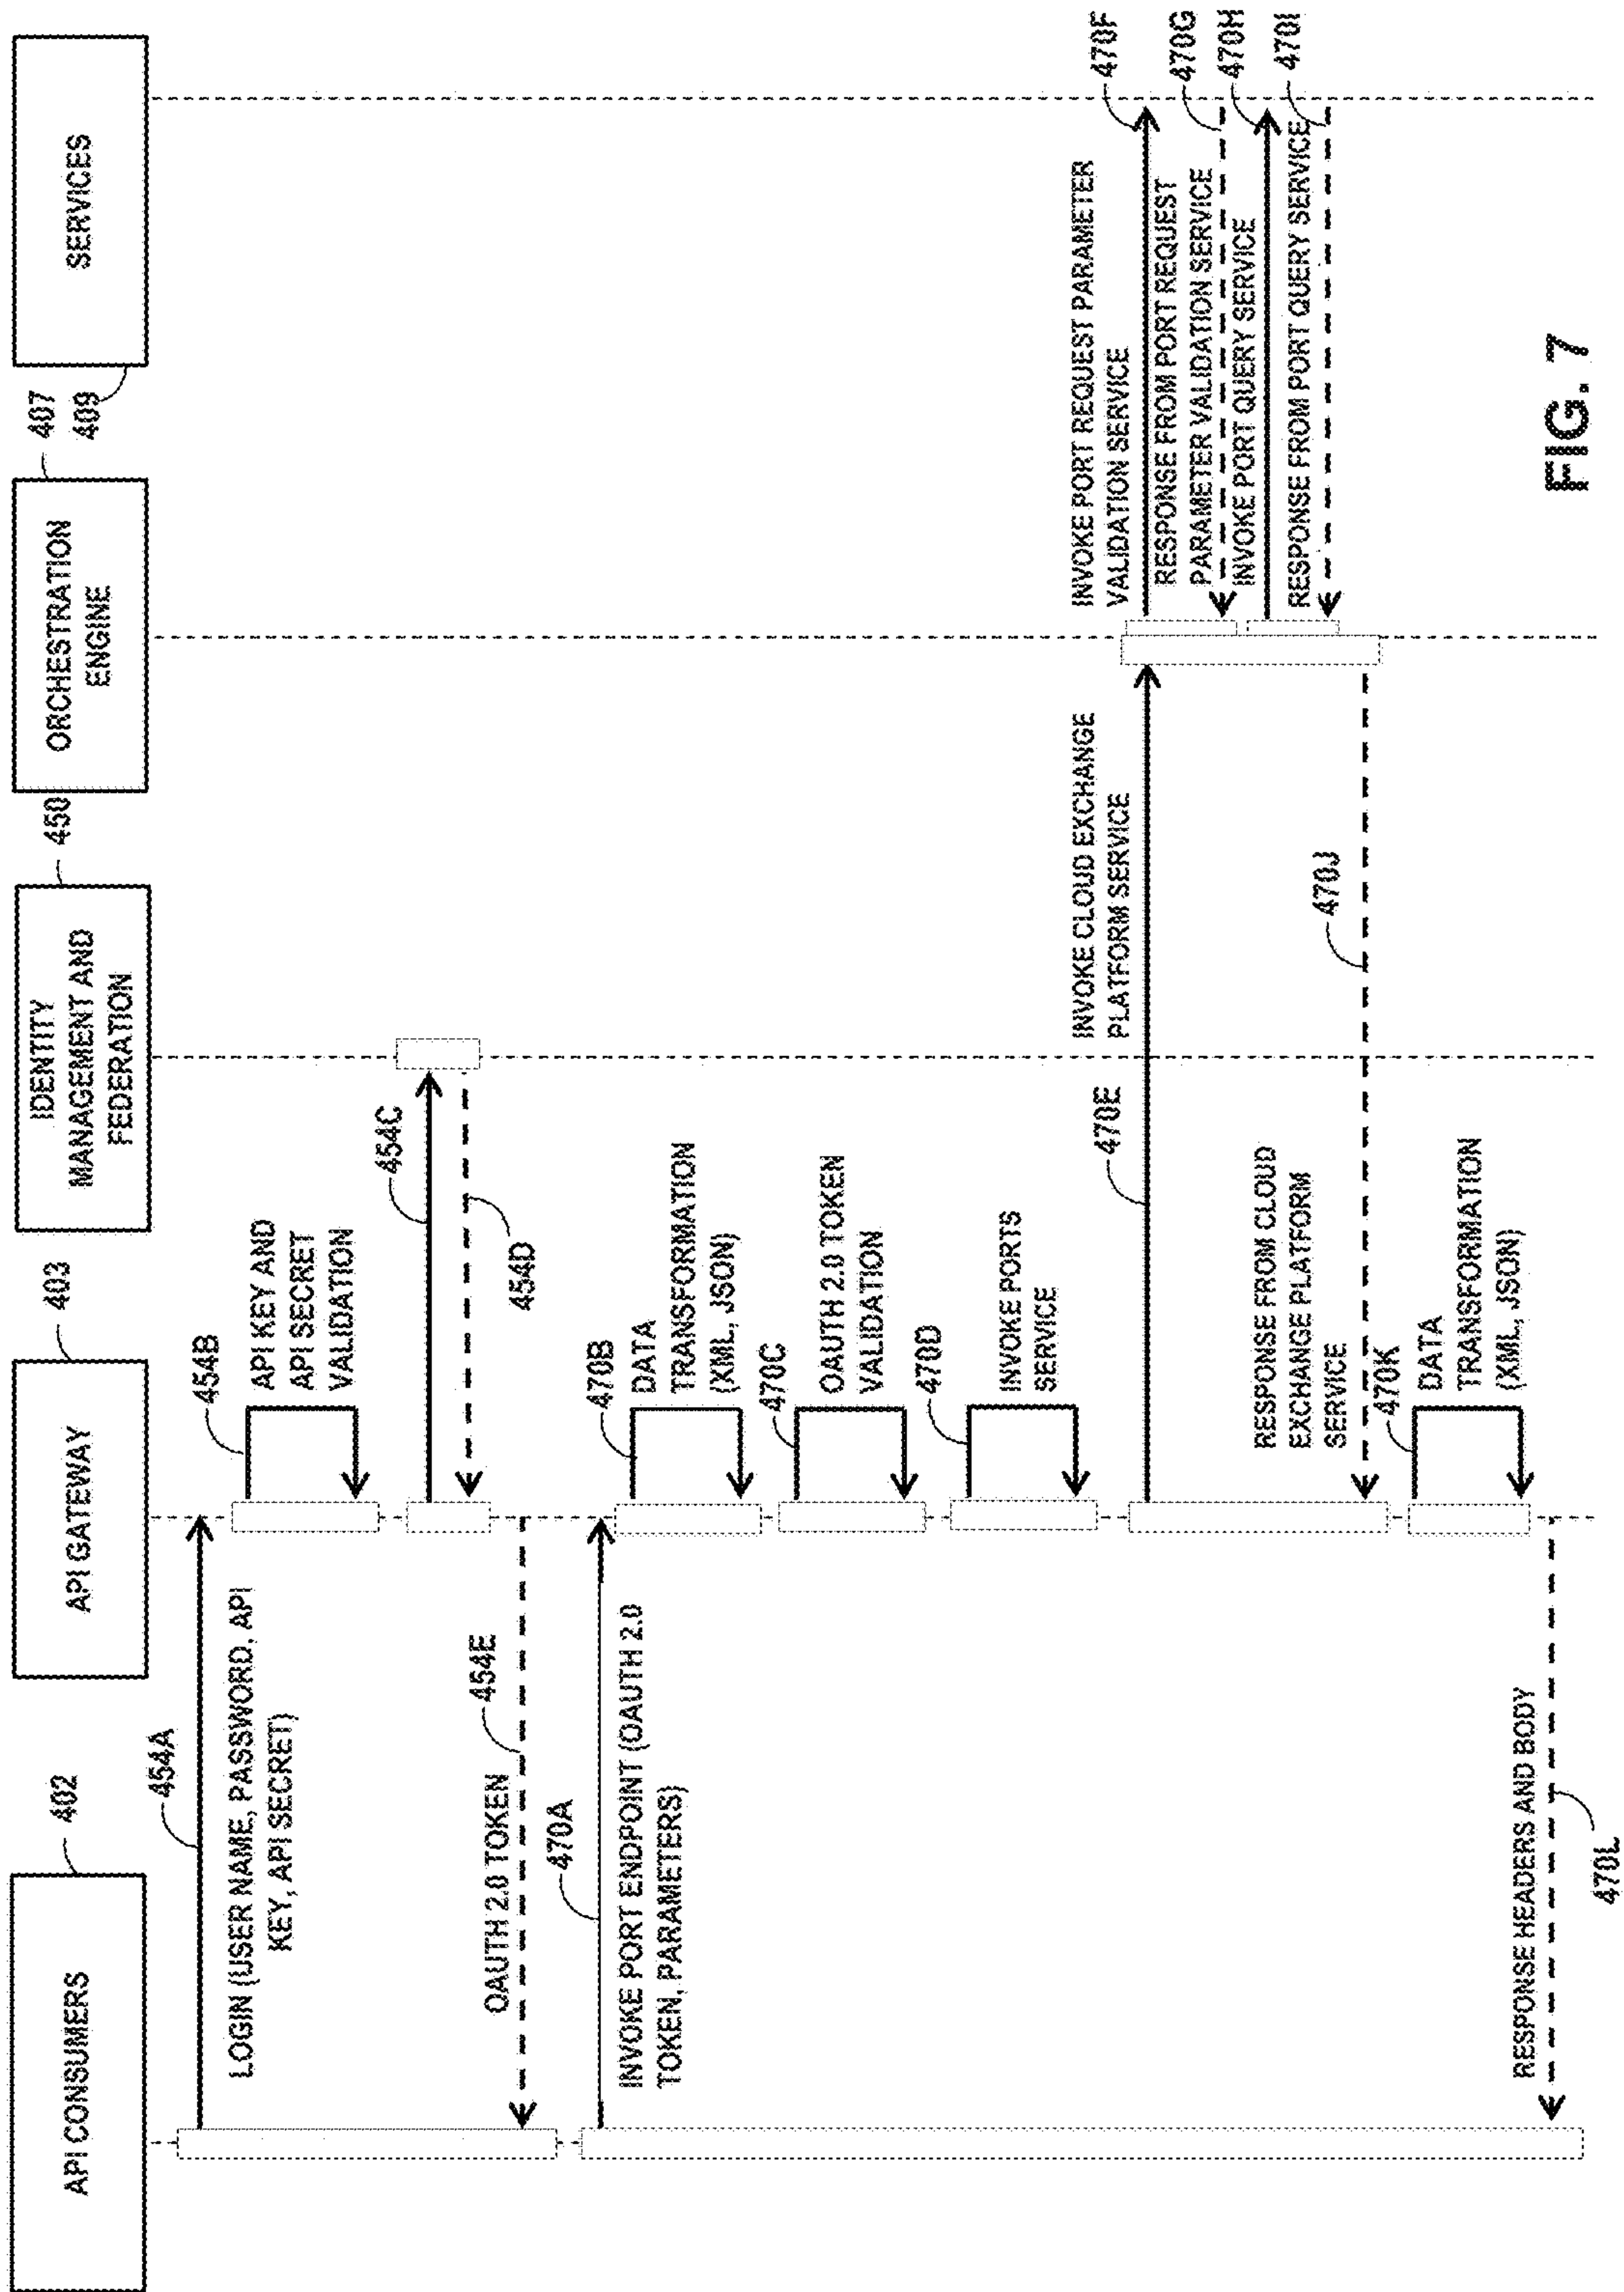 API CONSUMERS
402
API GATEWAY
403
IDENTITY
MANAGEMENT AND
FEDERATION
450
ORCHESTRATION
ENGINE
407
SERVICES
409
454A
LOGIN (USER NAME, PASSWORD, API
KEY, API SECRET)
454B
API KEY AND
API SECRET
VALIDATION
454C
454D
454E
OAUTH 2.0 TOKEN
470A
INVOKE PORT ENDPOINT (OAUTH 2.0
TOKEN, PARAMETERS)
470B
DATA
TRANSFORMATION
(XML, JSON)
470C
OAUTH 2.0 TOKEN
VALIDATION
470D
INVOKE PORTS
SERVICE
470E
INVOKE CLOUD EXCHANGE
PLATFORM SERVICE
INVOKE PORT REQUEST PARAMETER
VALIDATION SERVICE
470F
RESPONSE FROM PORT REQUEST
PARAMETER VALIDATION SERVICE
470G
INVOKE PORT QUERY SERVICE
470H
RESPONSE FROM PORT QUERY SERVICE
470I
470J
RESPONSE FROM CLOUD
EXCHANGE PLATFORM
SERVICE
470K
DATA
TRANSFORMATION
(XML, JSON)
RESPONSE HEADERS AND BODY
470L
FIG. 7